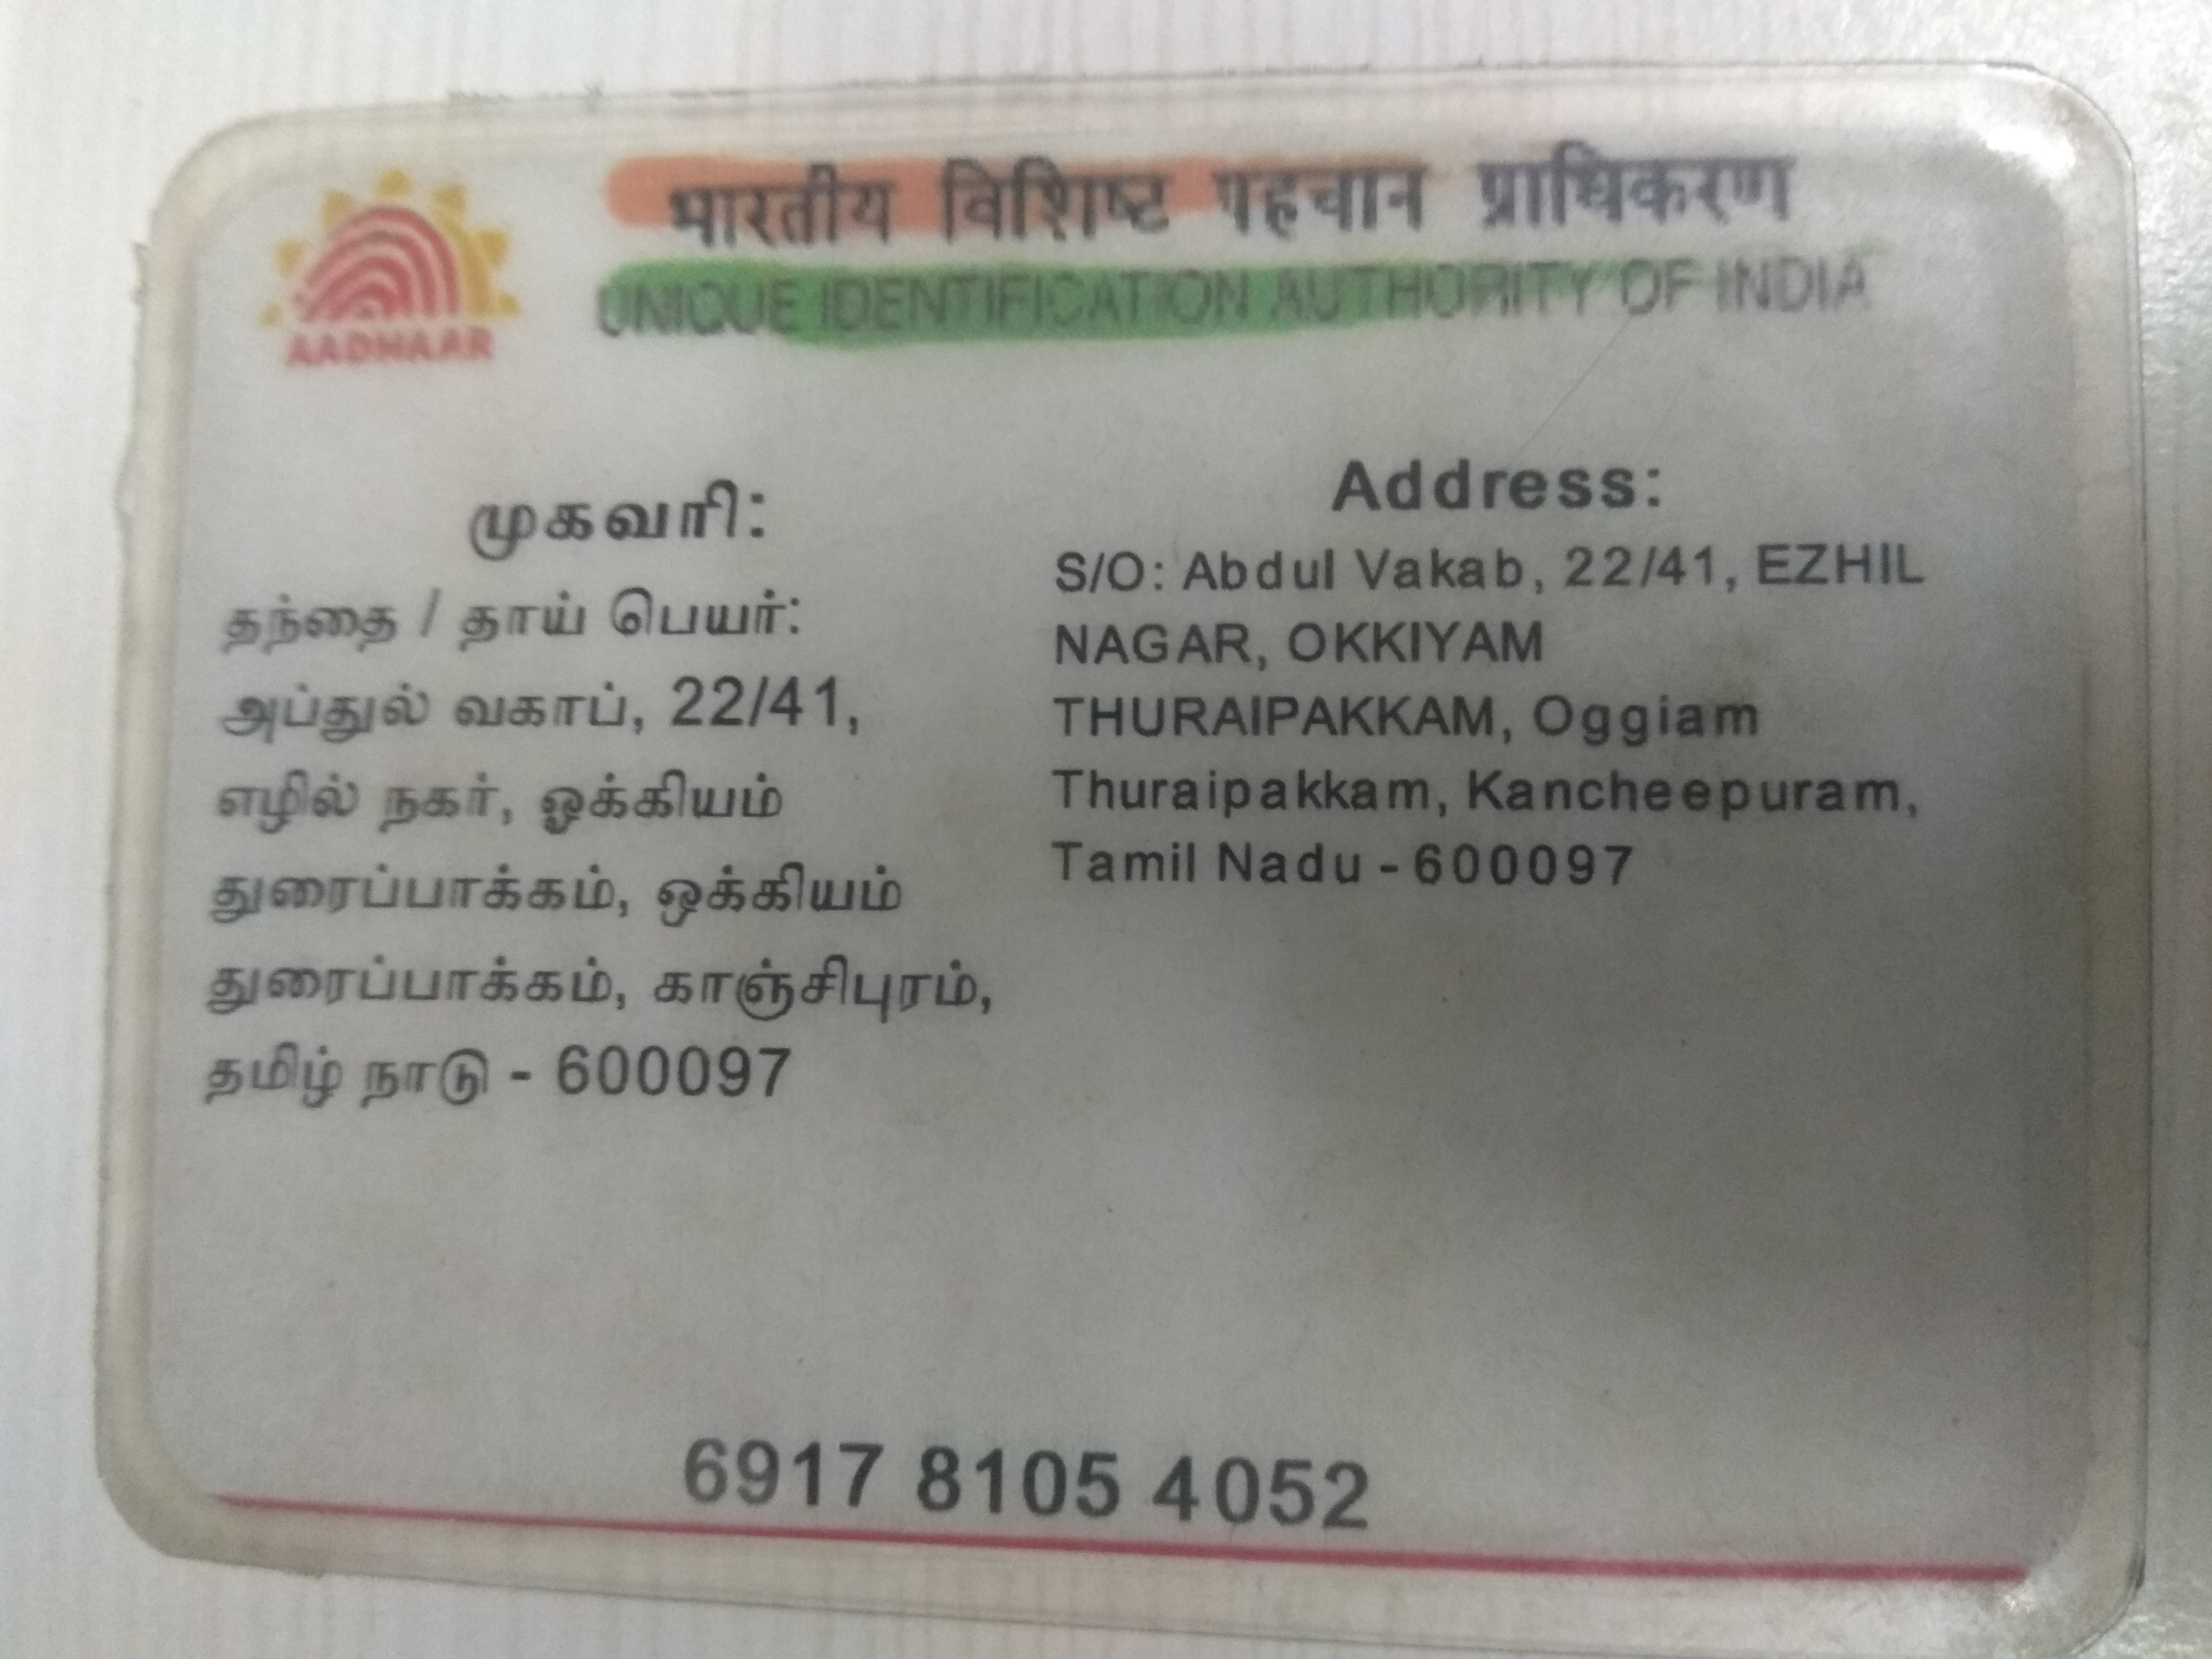 भारतीय विशिष्ट पहचान प्राधिकरण
UNIQUE IDENTIFICATION AUTHORITY OF INDIA
AADHAAR
முகவரி:
தந்தை / தாய் பெயர்:
அப்துல் வகாப், 22/41,
எழில் நகர், ஓக்கியம்
துரைப்பாக்கம், ஒக்கியம்
துரைப்பாக்கம், காஞ்சிபுரம்,
தமிழ் நாடு - 600097
Address:
S/O: Abdul Vakab, 22/41, EZHIL
NAGAR, OKKIYAM
THURAIPAKKAM, Oggiam
Thuraipakkam, Kancheepuram,
Tamil Nadu - 600097
6917 8105 4052